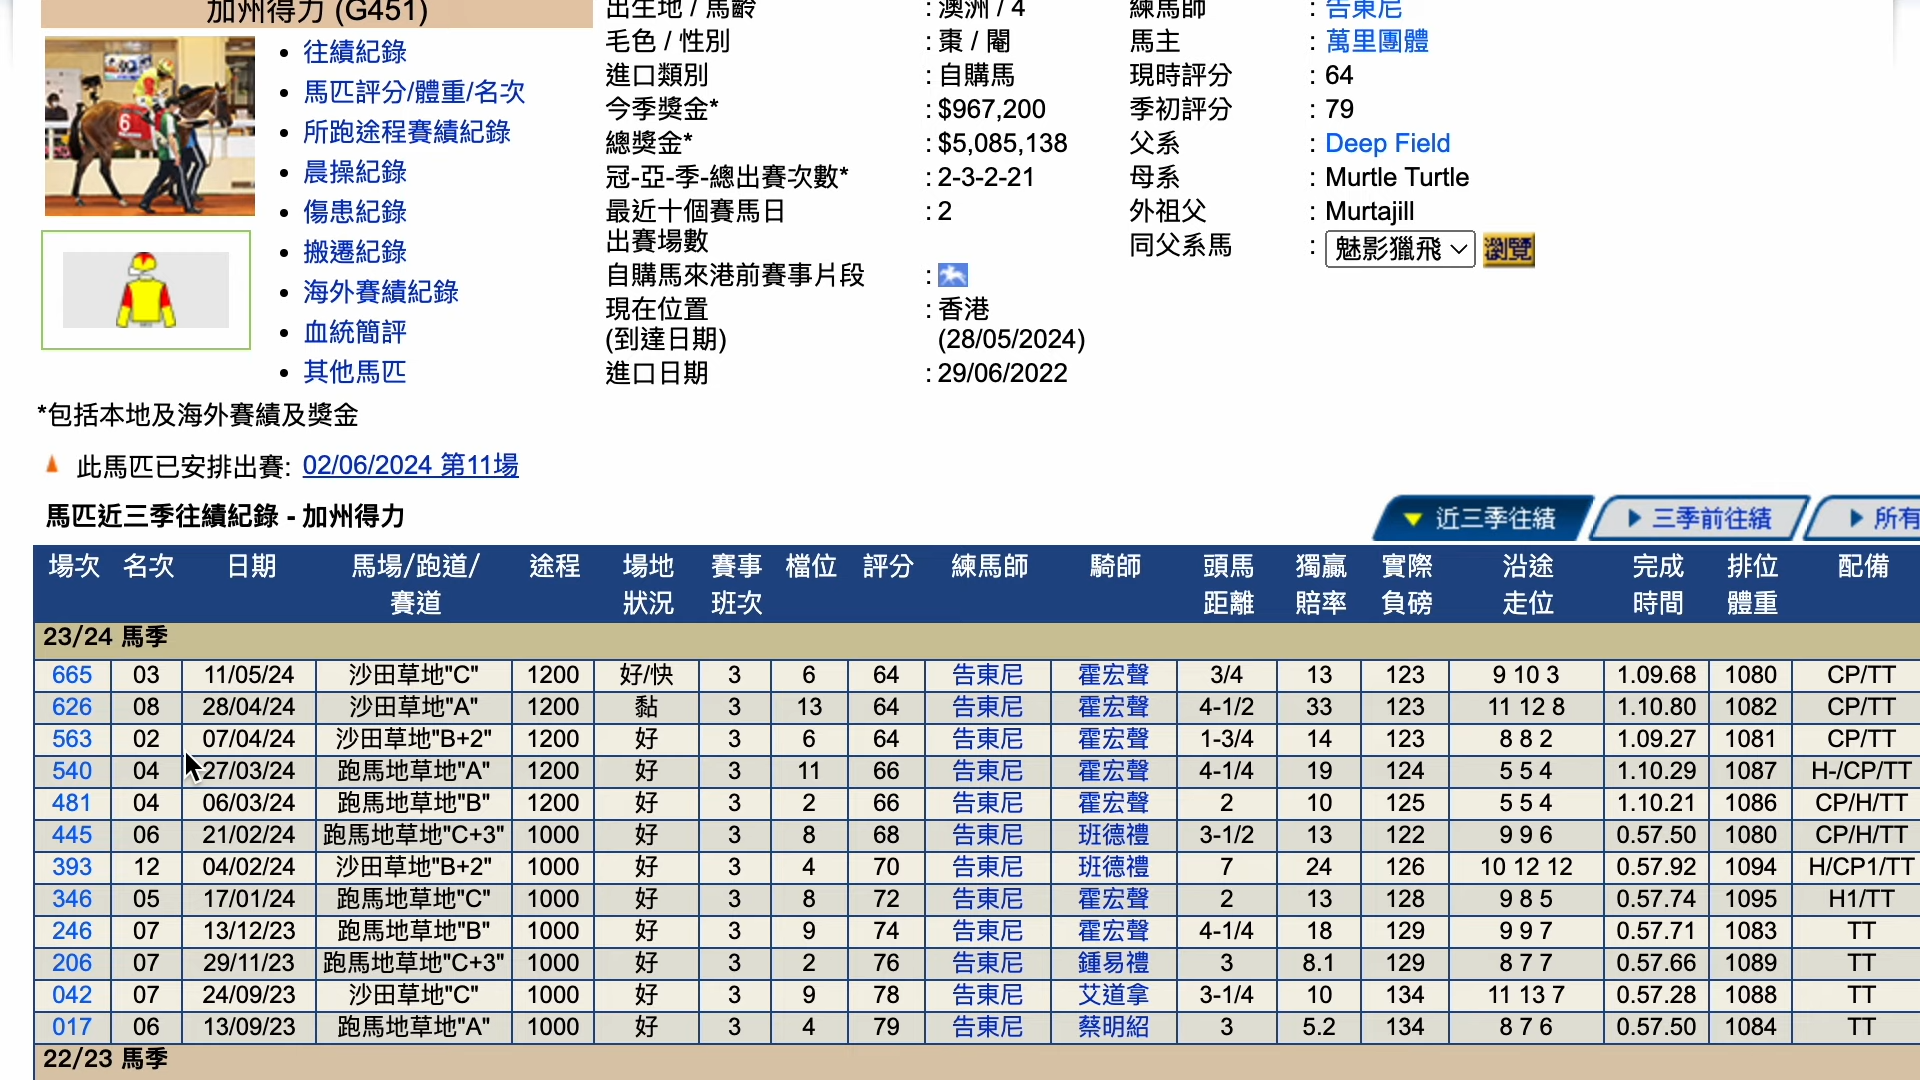 加州得力 (G451)
• 往績紀錄
• 馬匹評分/體重/名次
• 所跑途程賽績紀錄
• 晨操紀錄
• 傷患紀錄
• 搬遷紀錄
• 海外賽績紀錄
• 血統簡評
• 其他馬匹
出生地 / 馬齡 : 澳洲 / 4
毛色 / 性別 : 棗 / 閹
進口類別 : 自購馬
今季獎金* : $967,200
總獎金* : $5,085,138
冠-亞-季-總出賽次數* : 2-3-2-21
最近十個賽馬日 : 2
出賽場數
自購馬來港前賽事片段 :
現在位置 : 香港
(到達日期) (28/05/2024)
進口日期 : 29/06/2022
練馬師 : 告東尼
馬主 : 萬里團體
現時評分 : 64
季初評分 : 79
父系 : Deep Field
母系 : Murtle Turtle
外祖父 : Murtajill
同父系馬 : 魅影獵飛 瀏覽
*包括本地及海外賽績及獎金
此馬匹已安排出賽: 02/06/2024 第11場
馬匹近三季往績紀錄 - 加州得力
近三季往績 三季前往績 所有
場次 名次 日期 馬場/跑道/ 途程 場地 賽事 檔位 評分 練馬師 騎師 頭馬 獨贏 實際 沿途 完成 排位 配備
賽道 狀況 班次 距離 賠率 負磅 走位 時間 體重
23/24 馬季
665 03 11/05/24 沙田草地"C" 1200 好/快 3 6 64 告東尼 霍宏聲 3/4 13 123 9 10 3 1.09.68 1080 CP/TT
626 08 28/04/24 沙田草地"A" 1200 黏 3 13 64 告東尼 霍宏聲 4-1/2 33 123 11 12 8 1.10.80 1082 CP/TT
563 02 07/04/24 沙田草地"B+2" 1200 好 3 6 64 告東尼 霍宏聲 1-3/4 14 123 8 8 2 1.09.27 1081 CP/TT
540 04 27/03/24 跑馬地草地"A" 1200 好 3 11 66 告東尼 霍宏聲 4-1/4 19 124 5 5 4 1.10.29 1087 H-/CP/TT
481 04 06/03/24 跑馬地草地"B" 1200 好 3 2 66 告東尼 霍宏聲 2 10 125 5 5 4 1.10.21 1086 CP/H/TT
445 06 21/02/24 跑馬地草地"C+3" 1000 好 3 8 68 告東尼 班德禮 3-1/2 13 122 9 9 6 0.57.50 1080 CP/H/TT
393 12 04/02/24 沙田草地"B+2" 1000 好 3 4 70 告東尼 班德禮 7 24 126 10 12 12 0.57.92 1094 H/CP1/TT
346 05 17/01/24 跑馬地草地"C" 1000 好 3 8 72 告東尼 霍宏聲 2 13 128 9 8 5 0.57.74 1095 H1/TT
246 07 13/12/23 跑馬地草地"B" 1000 好 3 9 74 告東尼 霍宏聲 4-1/4 18 129 9 9 7 0.57.71 1083 TT
206 07 29/11/23 跑馬地草地"C+3" 1000 好 3 2 76 告東尼 鍾易禮 3 8.1 129 8 7 7 0.57.66 1089 TT
042 07 24/09/23 沙田草地"C" 1000 好 3 9 78 告東尼 艾道拿 3-1/4 10 134 11 13 7 0.57.28 1088 TT
017 06 13/09/23 跑馬地草地"A" 1000 好 3 4 79 告東尼 蔡明紹 3 5.2 134 8 7 6 0.57.50 1084 TT
22/23 馬季